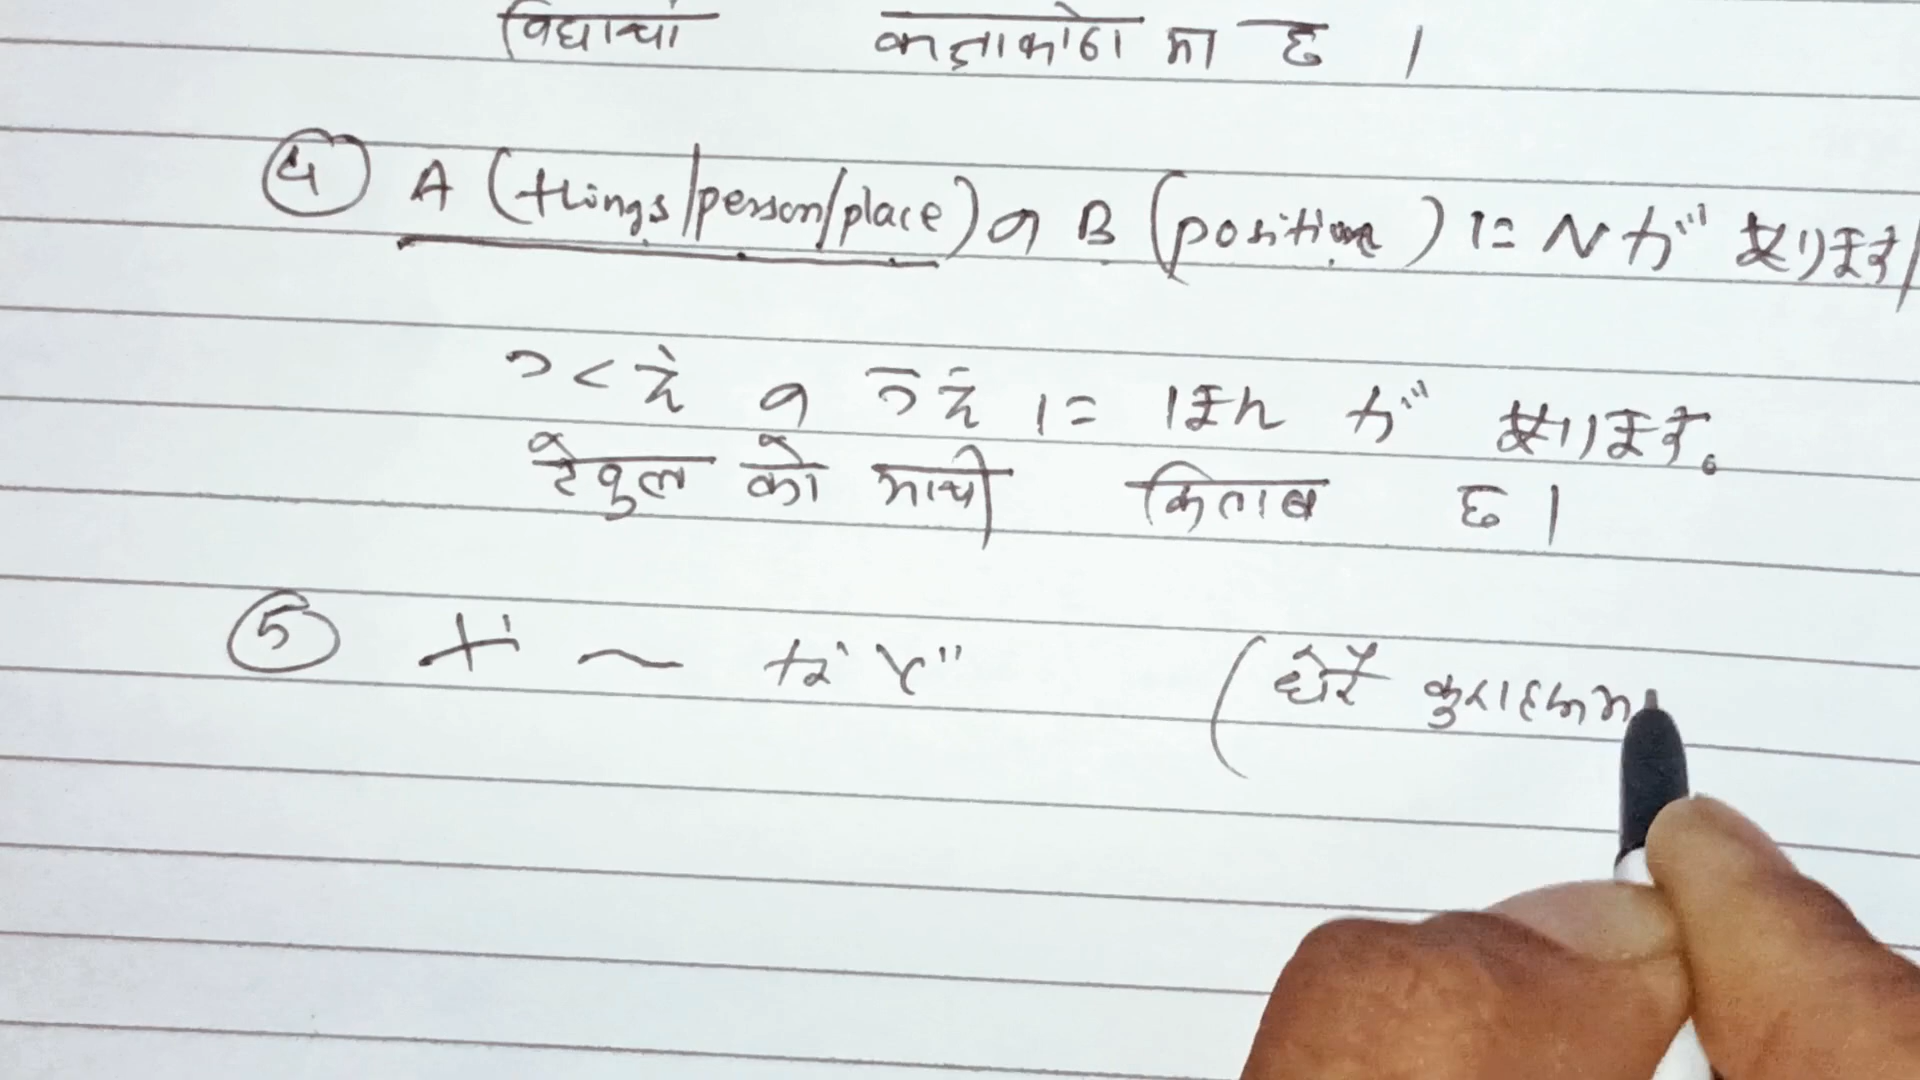 विद्यार्थी कक्षाकोठा मा छ ।
④ A (things/person/place) の B (position) に N が あります/
つくえ の うえ に ほん が あります。
टेवुल को माथी किताब छ ।
⑤ や ~ など (धेरै कुराहरुमा